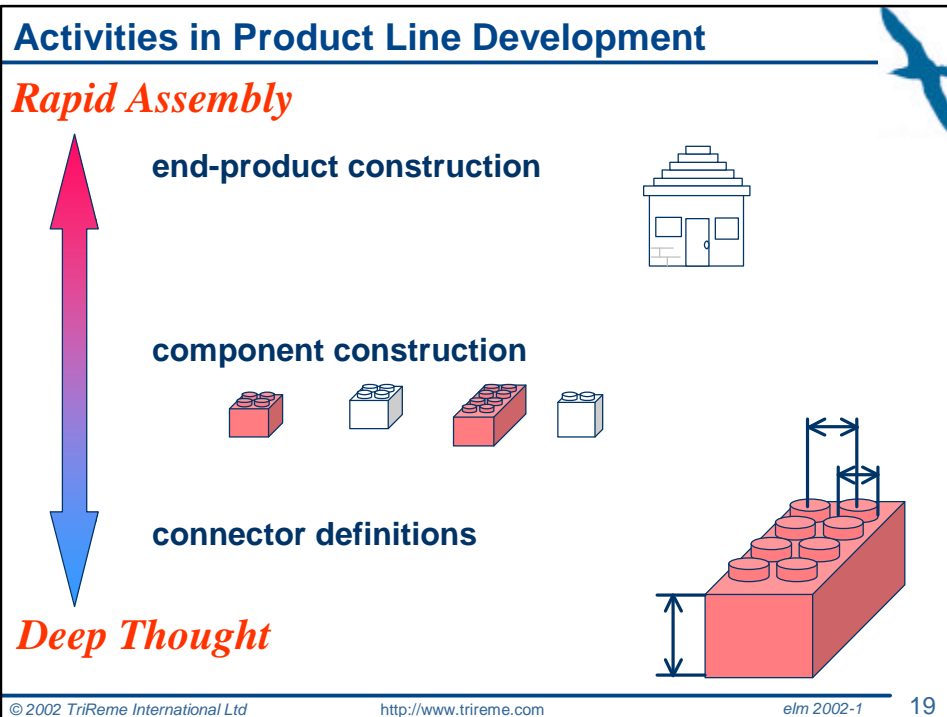 Activities in Product Line Development
Rapid Assembly
end-product construction
component construction
connector definitions
Deep Thought
© 2002 TriReme International Ltd http://www.trireme.com elm 2002-1 19